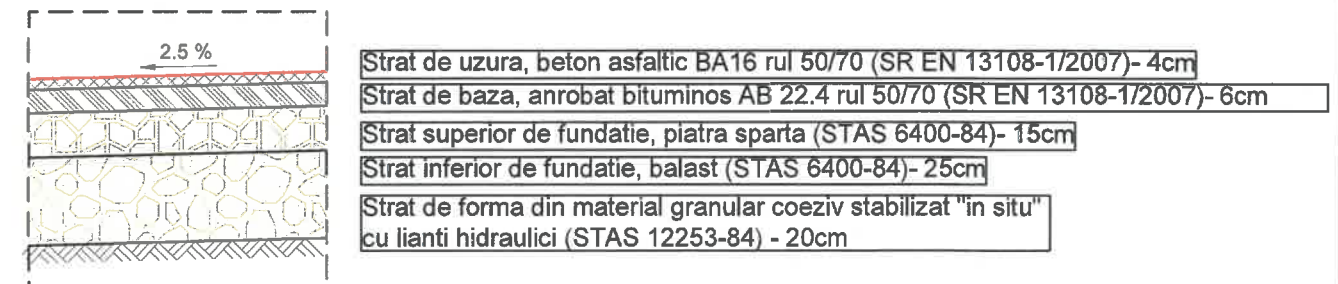 2.5 %
Strat de uzura, beton asfaltic BA16 rul 50/70 (SR EN 13108-1/2007)- 4cm
Strat de baza, anrobat bituminos AB 22.4 rul 50/70 (SR EN 13108-1/2007)- 6cm
Strat superior de fundatie, piatra sparta (STAS 6400-84)- 15cm
Strat inferior de fundatie, balast (STAS 6400-84)- 25cm
Strat de forma din material granular coeziv stabilizat "in situ"
cu lianti hidraulici (STAS 12253-84) - 20cm